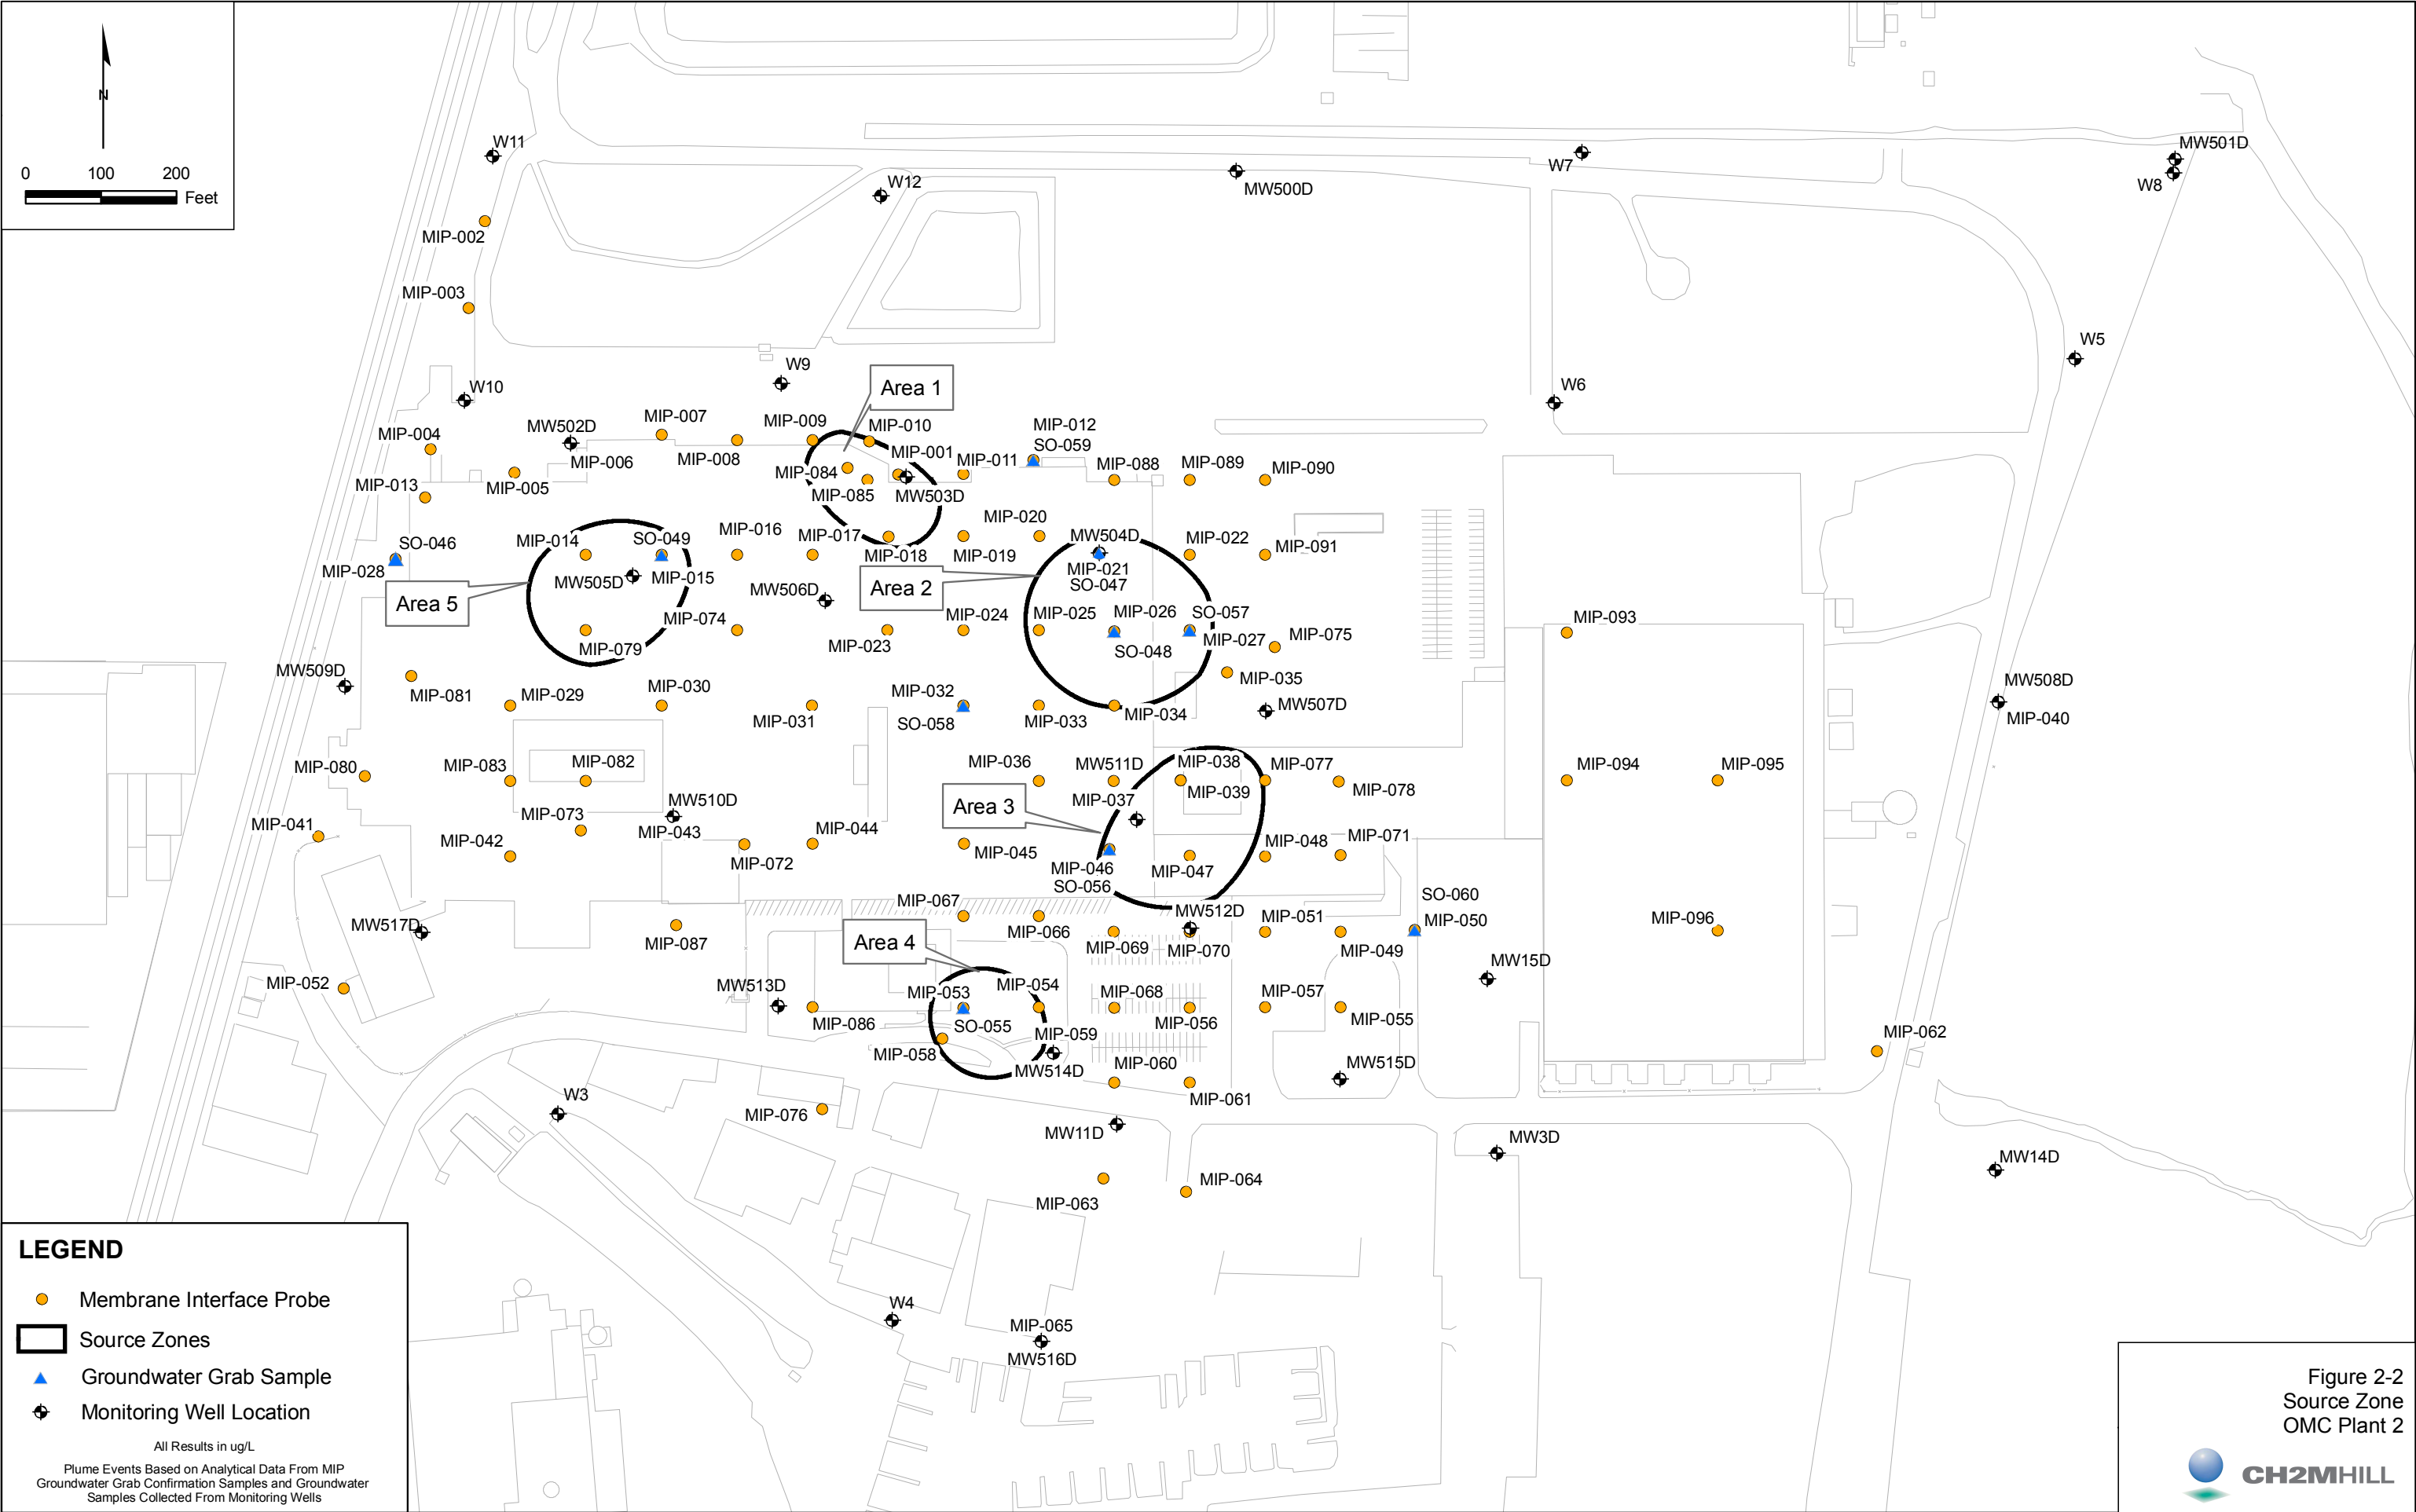 N
0 100 200
Feet
W11
W12
MW500D
W7
MW501D
W8
MIP-002
MIP-003
W10
W9
W5
W6
Area 1
MIP-004
MW502D
MIP-006
MIP-007
MIP-008
MIP-009
MIP-010
MIP-001
MIP-011
MIP-012
SO-059
MIP-084
MIP-085
MW503D
MIP-088
MIP-089
MIP-090
MIP-013
MIP-005
SO-046
MIP-028
MIP-014
SO-049
MIP-015
MW505D
MIP-016
MIP-017
MIP-018
MIP-019
MIP-020
MW504D
MIP-021
SO-047
MIP-022
MIP-091
Area 5
Area 2
MW506D
MIP-074
MIP-079
MIP-023
MIP-024
MIP-025
MIP-026
SO-048
SO-057
MIP-027
MIP-075
MIP-035
MIP-093
MW509D
MIP-081
MIP-029
MIP-030
MIP-031
MIP-032
SO-058
MIP-033
MIP-034
MW507D
MW508D
MIP-040
MIP-080
MIP-083
MIP-082
MIP-036
MW511D
MIP-037
MIP-038
MIP-039
MIP-077
MIP-078
MIP-094
MIP-095
Area 3
MIP-041
MIP-042
MIP-073
MW510D
MIP-043
MIP-072
MIP-044
MIP-045
MIP-046
SO-056
MIP-047
MIP-048
MIP-071
MW517D
MIP-087
MIP-067
MIP-066
MIP-069
MW512D
MIP-070
MIP-051
MIP-049
SO-060
MIP-050
MIP-096
Area 4
MIP-052
MW513D
MIP-086
MIP-053
SO-055
MIP-054
MIP-058
MIP-059
MW514D
MIP-068
MIP-056
MIP-057
MIP-055
MW15D
MIP-062
MIP-060
MIP-061
MW515D
W3
MIP-076
MW11D
MW3D
MW14D
MIP-063
MIP-064
W4
MIP-065
MW516D
LEGEND
Membrane Interface Probe
Source Zones
Groundwater Grab Sample
Monitoring Well Location
All Results in ug/L
Plume Events Based on Analytical Data From MIP
Groundwater Grab Confirmation Samples and Groundwater
Samples Collected From Monitoring Wells
Figure 2-2
Source Zone
OMC Plant 2
CH2MHILL